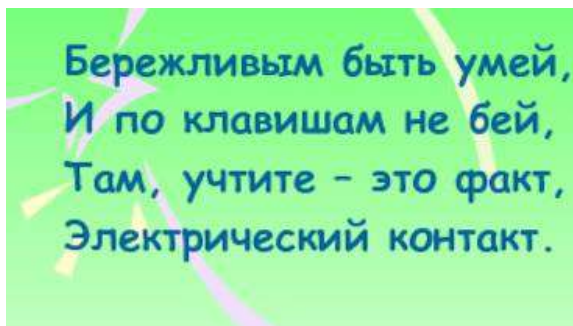 Бережливым быть умей,
И по клавишам не бей,
Там, учтите – это факт,
Электрический контакт.